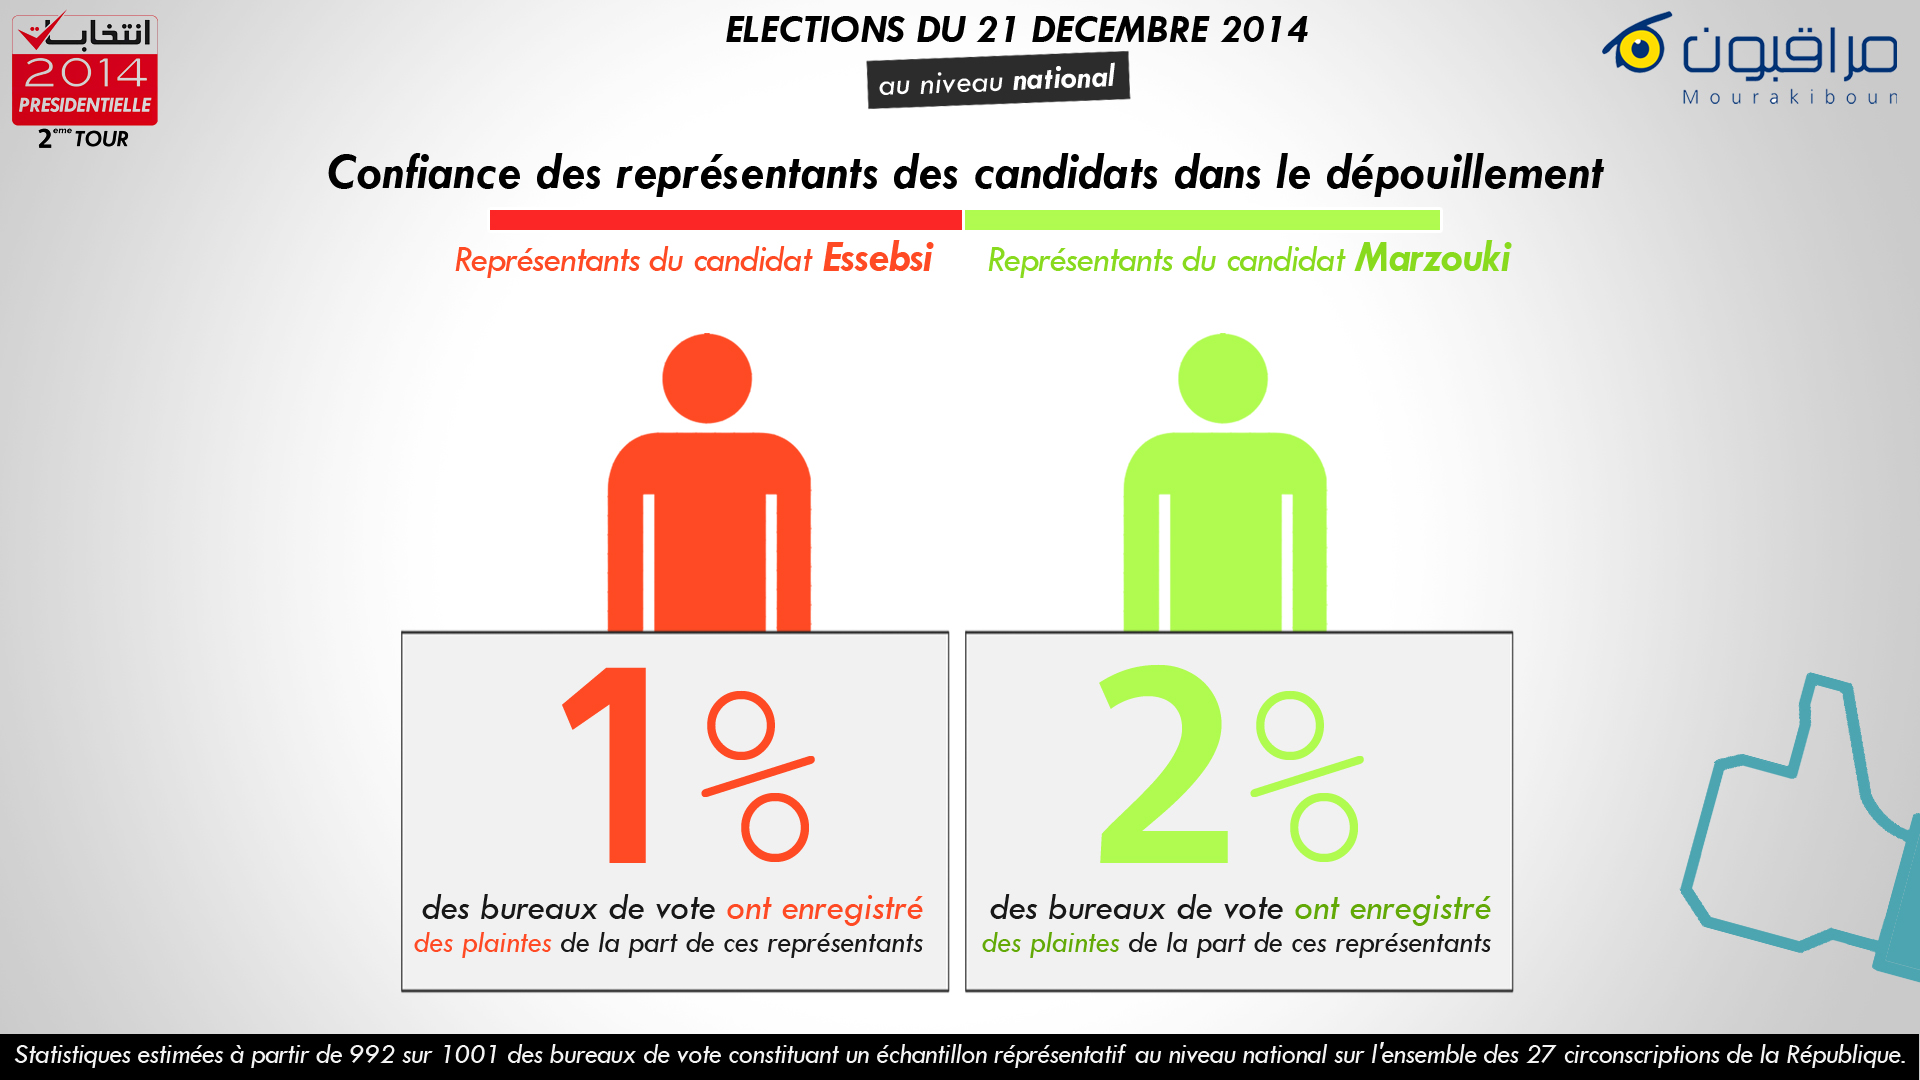 انتخابات
2014
PRESIDENTIELLE
2eme TOUR
ELECTIONS DU 21 DECEMBRE 2014
au niveau national
مراقبون
Mourakiboun
Confiance des représentants des candidats dans le dépouillement
Représentants du candidat Essebsi
Représentants du candidat Marzouki
1%
des bureaux de vote ont enregistré
des plaintes de la part de ces représentants
2%
des bureaux de vote ont enregistré
des plaintes de la part de ces représentants
Statistiques estimées à partir de 992 sur 1001 des bureaux de vote constituant un échantillon réprésentatif au niveau national sur l'ensemble des 27 circonscriptions de la République.